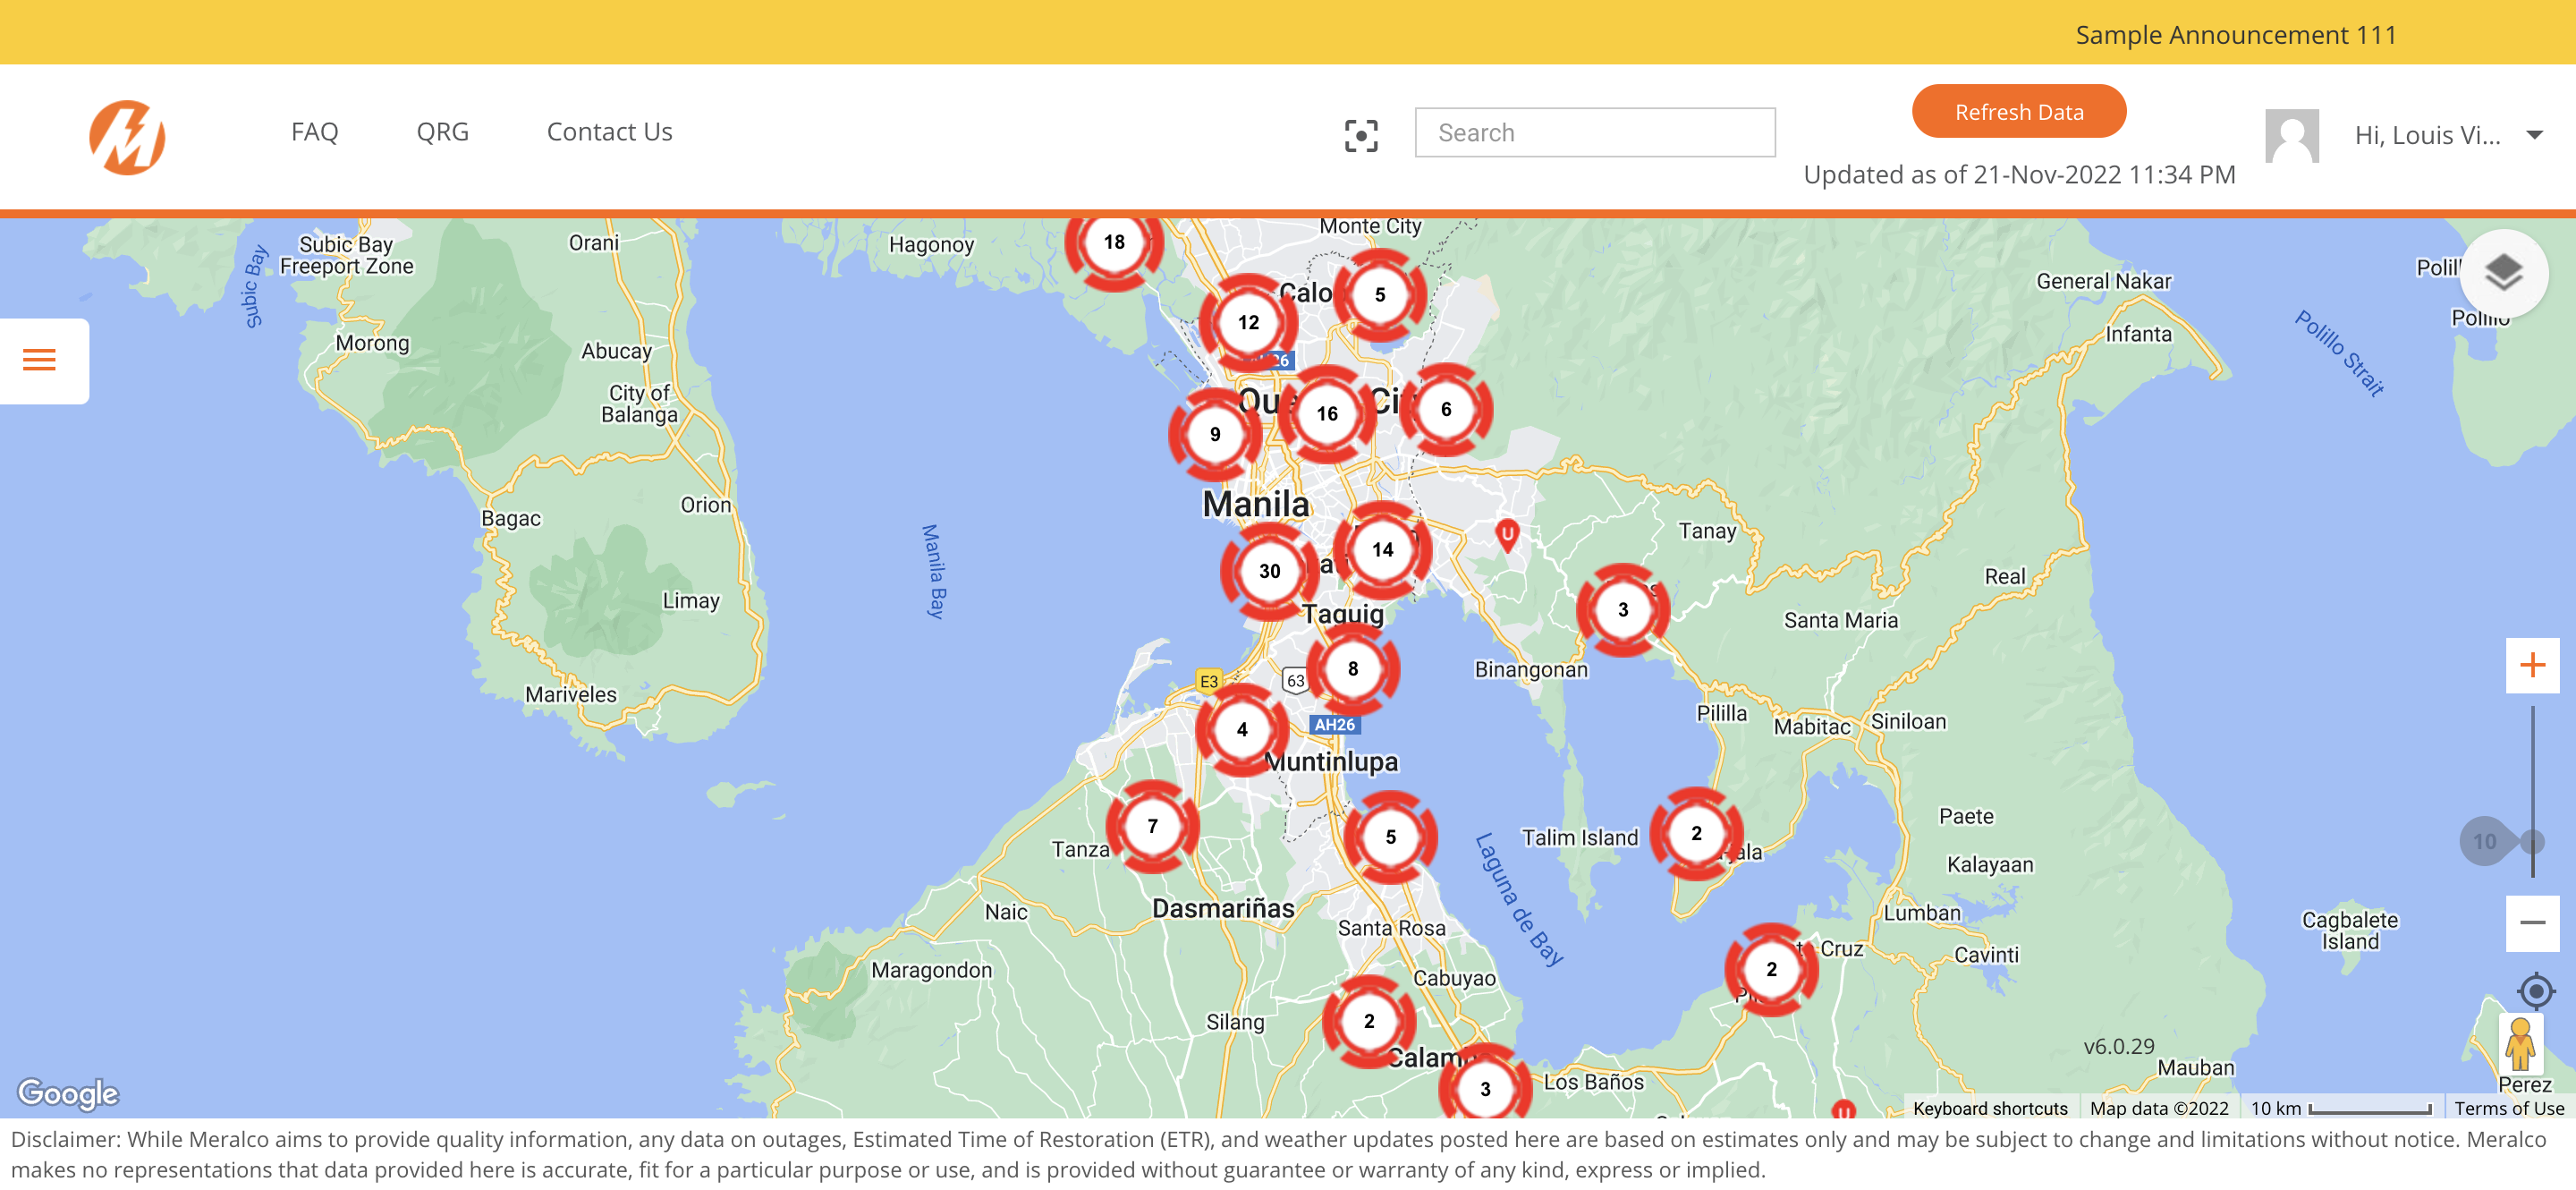 Sample Announcement 111
FAQ
QRG
Contact Us
Search
Refresh Data
Updated as of 21-Nov-2022 11:34 PM
Hi, Louis Vi...
Monte City
18
Subic Bay
Freeport Zone
Orani
Hagonoy
Subic Bay
5
General Nakar
12
Infanta
Polillo Strait
Morong
Abucay
City of
Balanga
16
6
9
Manila
Orion
Bagac
Tanay
U
14
30
Manila Bay
Real
Limay
3
Taguig
Santa Maria
8
Binangonan
E3
63
Mariveles
Pililla
Mabitac
Siniloan
4
AH26
Muntinlupa
7
5
2
Tanza
Talim Island
Paete
10
Kalayaan
Laguna de Bay
Dasmariñas
Naic
Santa Rosa
Lumban
Cagbalete
Island
Cruz
Cavinti
Maragondon
2
Cabuyao
2
Silang
v6.0.29
Mauban
3
Los Baños
Perez
Google
U
Keyboard shortcuts
Map data ©2022
10 km
Terms of Use
Disclaimer: While Meralco aims to provide quality information, any data on outages, Estimated Time of Restoration (ETR), and weather updates posted here are based on estimates only and may be subject to change and limitations without notice. Meralco
makes no representations that data provided here is accurate, fit for a particular purpose or use, and is provided without guarantee or warranty of any kind, express or implied.